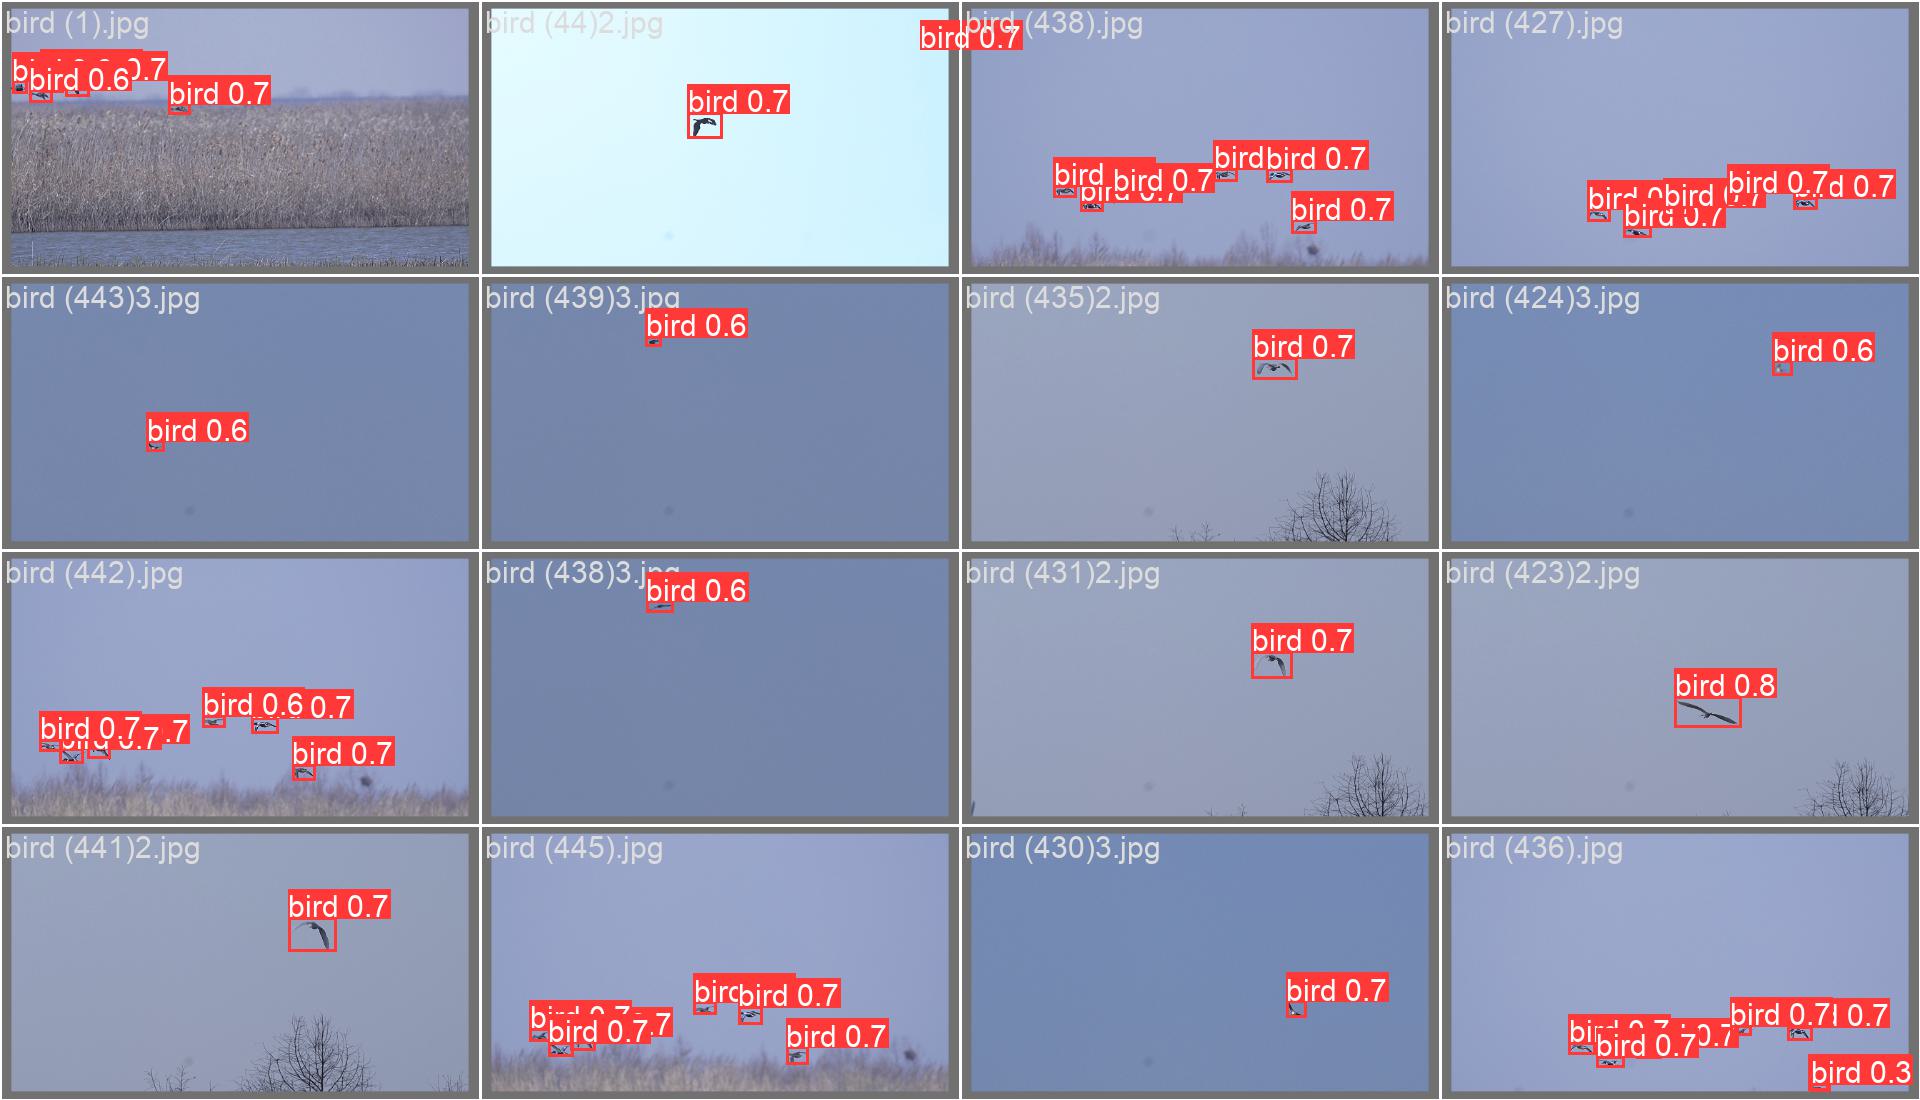 bird (1).jpg
bird 0.6
0.7
bird 0.7
bird (44)2.jpg
bird 0.7
bird 0.7
(438).jpg
bird
bird 0.7
bird
bird 0.7
bird 0.7
bird (427).jpg
bird 0.7
bird 0.7
bird (443)3.jpg
bird 0.6
bird (439)3.jpg
bird 0.6
bird (435)2.jpg
bird 0.7
bird (424)3.jpg
bird 0.6
bird (442).jpg
bird 0.7
bird 0.6
0.7
bird 0.7
bird (438)3.jpg
bird 0.6
bird (431)2.jpg
bird 0.7
bird (423)2.jpg
bird 0.8
bird (441)2.jpg
bird 0.7
bird (445).jpg
bird 0.7
bird 0.7
bird 0.7
bird (430)3.jpg
bird 0.7
bird (436).jpg
bird 0.7
bird 0.7
0.7
bird 0.3